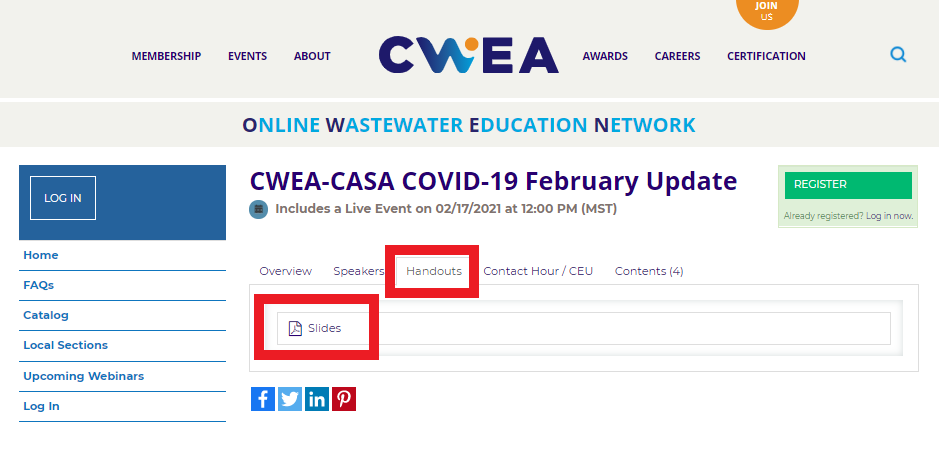 JOIN
US
MEMBERSHIP
EVENTS
ABOUT
CWEA
AWARDS
CAREERS
CERTIFICATION
ONLINE WASTEWATER EDUCATION NETWORK
LOG IN
Home
FAQs
Catalog
Local Sections
Upcoming Webinars
Log In
CWEA-CASA COVID-19 February Update
Includes a Live Event on 02/17/2021 at 12:00 PM (MST)
REGISTER
Already registered? Log in now.
Overview
Speakers
Handouts
Contact Hour / CEU
Contents (4)
Slides